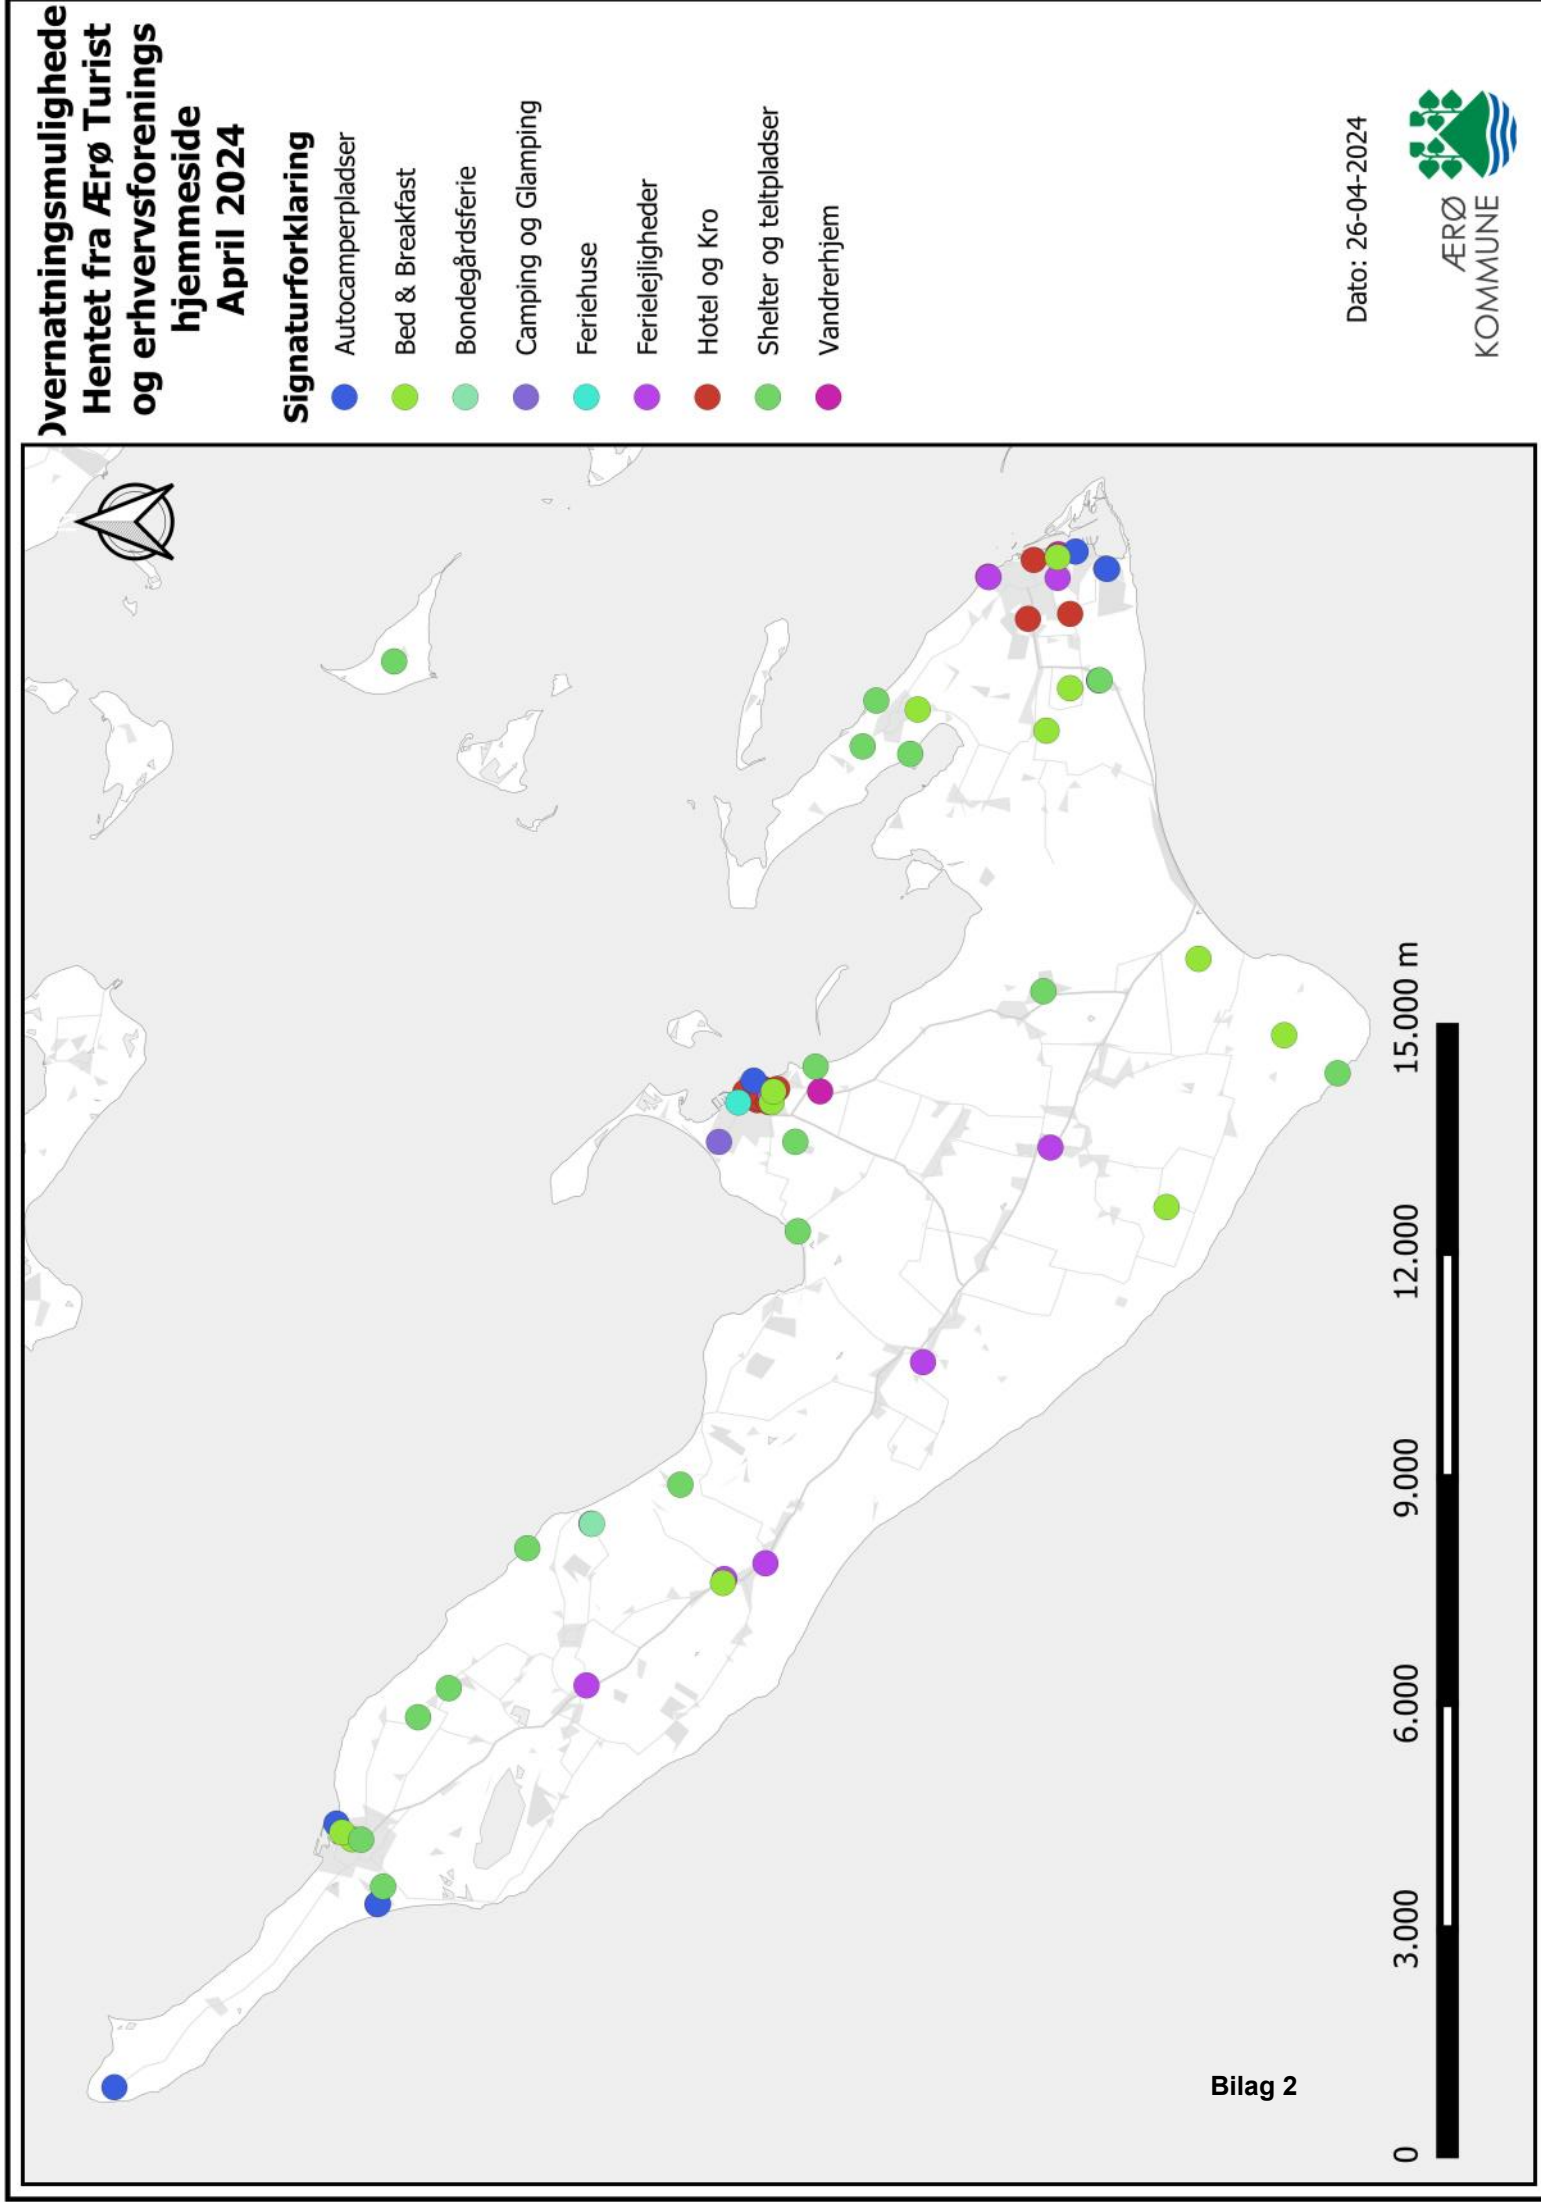 Overnatningsmulighede
Hentet fra Ærø Turist
og erhvervsforenings
hjemmeside
April 2024
Signaturforklaring
Autocamperpladser
Bed & Breakfast
Bondegårdsferie
Camping og Glamping
Feriehuse
Ferielejligheder
Hotel og Kro
Shelter og teltpladser
Vandrerhjem
Dato: 26-04-2024
ÆRØ
KOMMUNE
0 3.000 6.000 9.000 12.000 15.000 m
Bilag 2